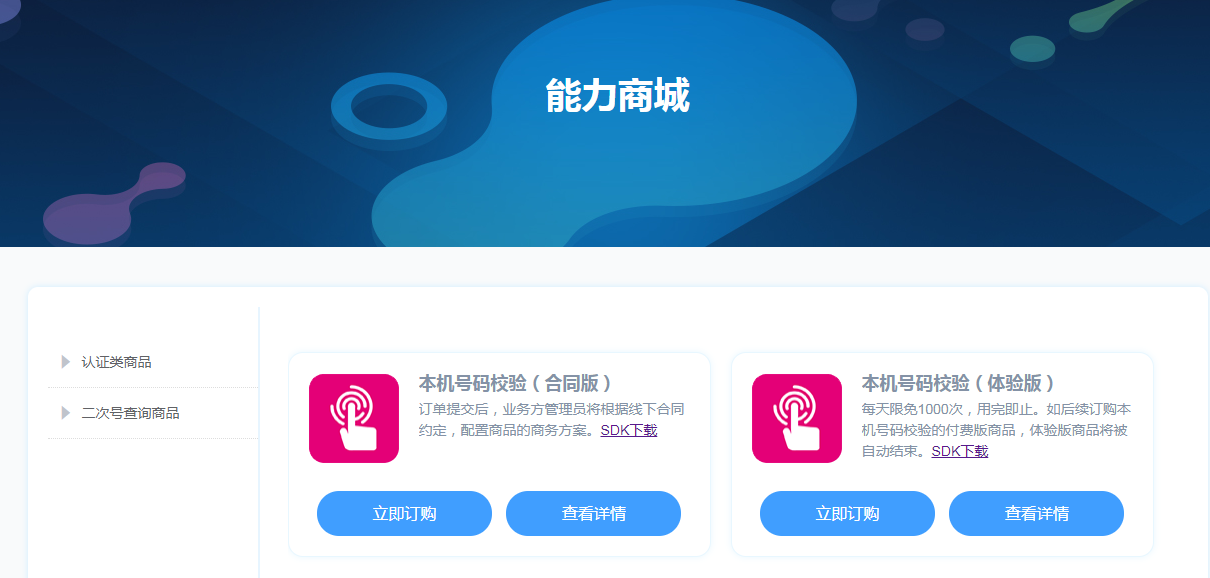 能力商城
认证类商品
二次号查询商品
本机号码校验（合同版）
订单提交后，业务方管理员将根据线下合同
约定，配置商品的商务方案。SDK下载
立即订购
查看详情
本机号码校验（体验版）
每天限免1000次，用完即止。如后续订购本
机号码校验的付费版商品，体验版商品将被
自动结束。SDK下载
立即订购
查看详情